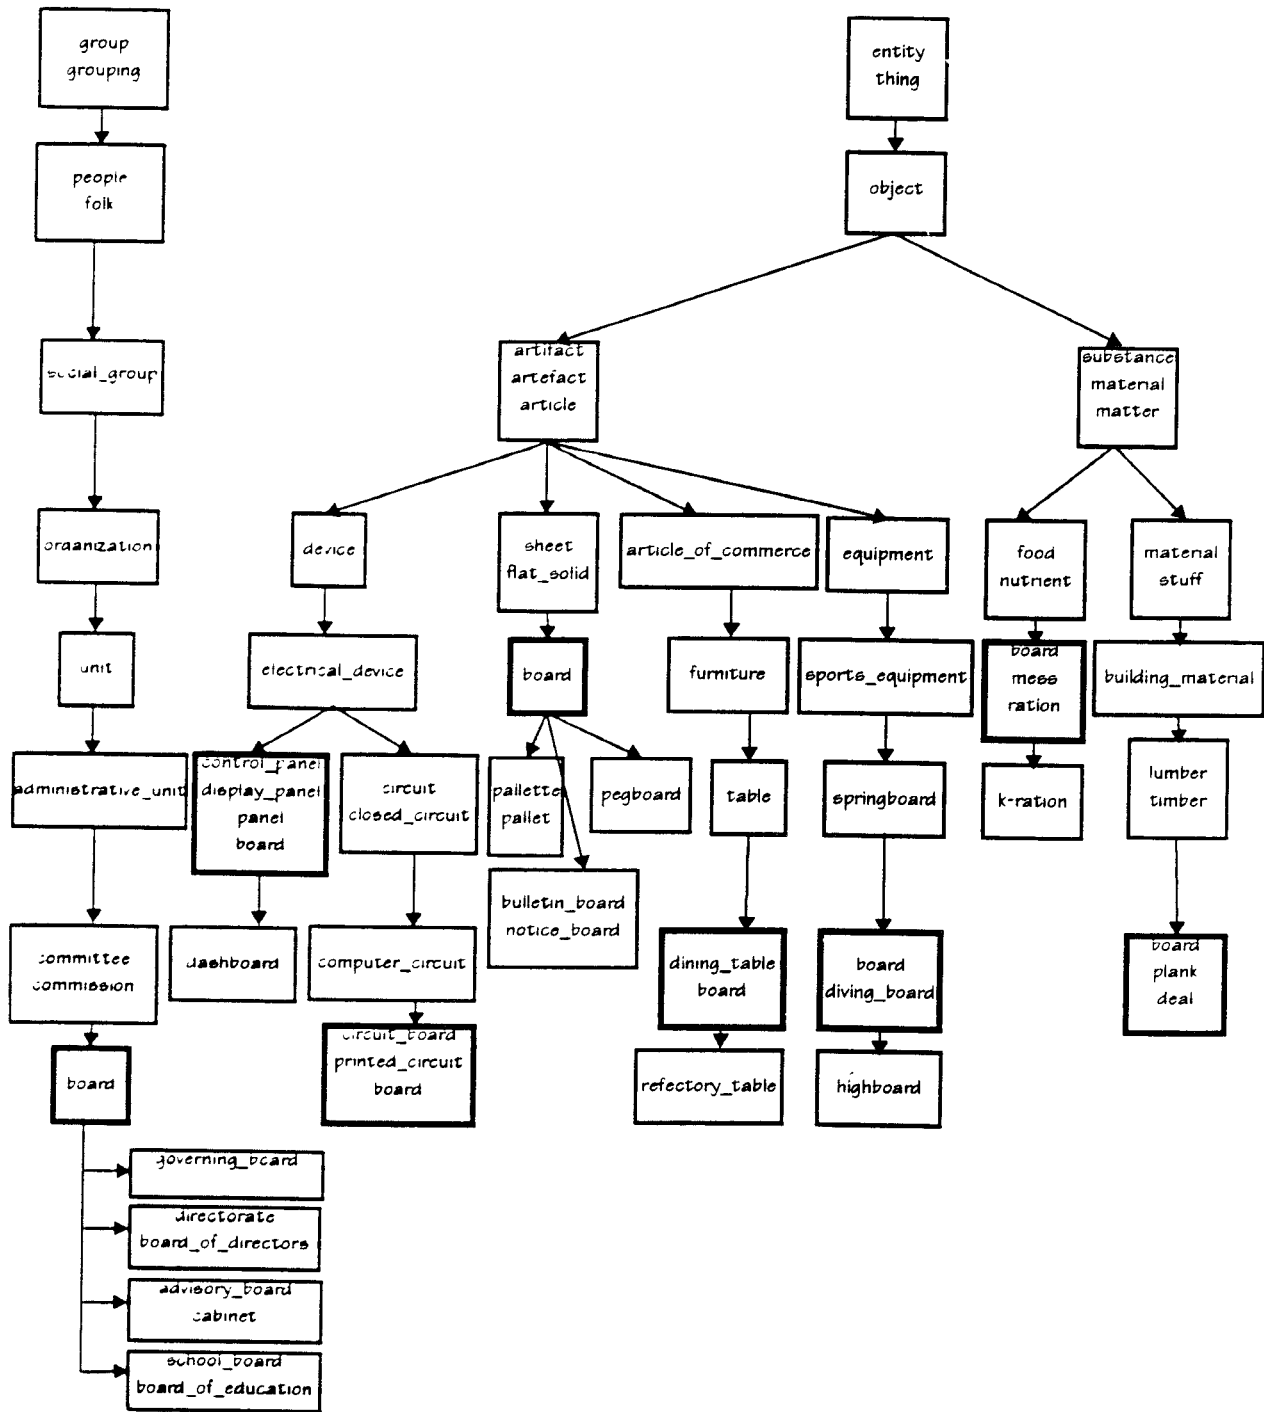 group
grouping
entity
thing
people
folk
object
social_group
artifact
artefact
article
substance
material
matter
organization
device
sheet
flat_solid
article_of_commerce
equipment
food
nutrient
material
stuff
unit
electrical_device
board
furniture
sports_equipment
board
mess
ration
building_material
administrative_unit
control_panel
display_panel
panel
board
circuit
closed_circuit
pallette
pallet
pegboard
table
springboard
k-ration
lumber
timber
bulletin_board
notice_board
committee
commission
dashboard
computer_circuit
dining_table
board
board
diving_board
board
plank
deal
board
circuit_board
printed_circuit
board
refectory_table
highboard
governing_board
directorate
board_of_directors
advisory_board
cabinet
school_board
board_of_education